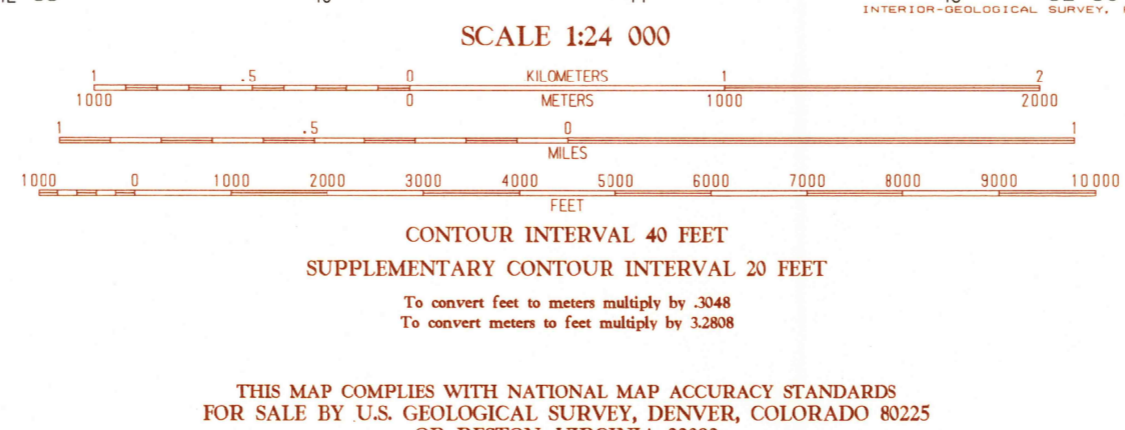 INTERIOR-GEOLOGICAL SURVEY,
SCALE 1:24 000
1 .5 0 KILOMETERS 1 2
1000 0 METERS 1000 2000
1 .5 0 1
MILES
1000 0 1000 2000 3000 4000 5000 6000 7000 8000 9000 10 000
FEET
CONTOUR INTERVAL 40 FEET
SUPPLEMENTARY CONTOUR INTERVAL 20 FEET
To convert feet to meters multiply by .3048
To convert meters to feet multiply by 3.2808
THIS MAP COMPLIES WITH NATIONAL MAP ACCURACY STANDARDS
FOR SALE BY U.S. GEOLOGICAL SURVEY, DENVER, COLORADO 80225
OR RESTON, VIRGINIA